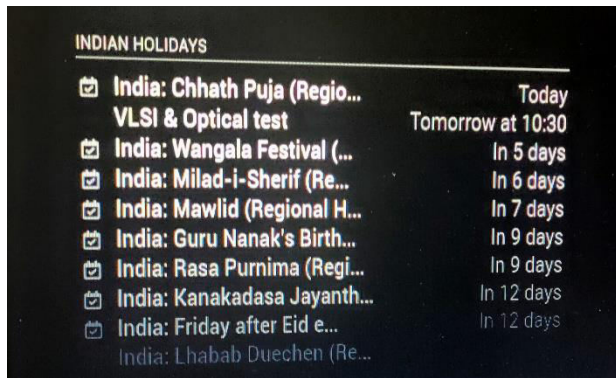 INDIAN HOLIDAYS
India: Chhath Puja (Regio... Today
VLSI & Optical test Tomorrow at 10:30
India: Wangala Festival (... In 5 days
India: Milad-i-Sherif (Re... In 6 days
India: Mawlid (Regional H... In 7 days
India: Guru Nanak's Birth... In 9 days
India: Rasa Purnima (Regi... In 9 days
India: Kanakadasa Jayanth... In 12 days
India: Friday after Eid e... In 12 days
India: Lhabab Duechen (Re...